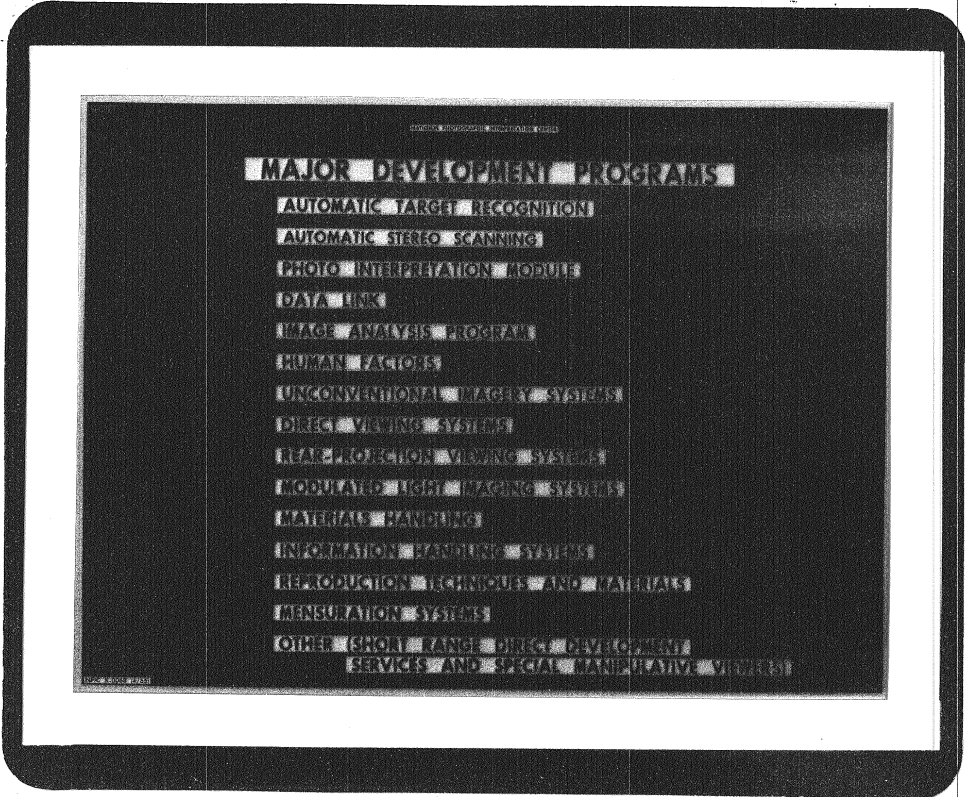 NATIONAL PHOTOGRAPHIC INTERPRETATION CENTER
MAJOR DEVELOPMENT PROGRAMS
AUTOMATIC TARGET RECOGNITION
AUTOMATIC STEREO SCANNING
PHOTO INTERPRETATION MODULE
DATA LINK
IMAGE ANALYSIS PROGRAM
HUMAN FACTORS
UNCONVENTIONAL IMAGERY SYSTEMS
DIRECT VIEWING SYSTEMS
REAR-PROJECTION VIEWING SYSTEMS
MODULATED LIGHT IMAGING SYSTEMS
MATERIALS HANDLING
INFORMATION HANDLING SYSTEMS
REPRODUCTION TECHNIQUES AND MATERIALS
MENSURATION SYSTEMS
OTHER (SHORT RANGE DIRECT DEVELOPMENT
SERVICES AND SPECIAL MANIPULATIVE VIEWERS)
NPIC